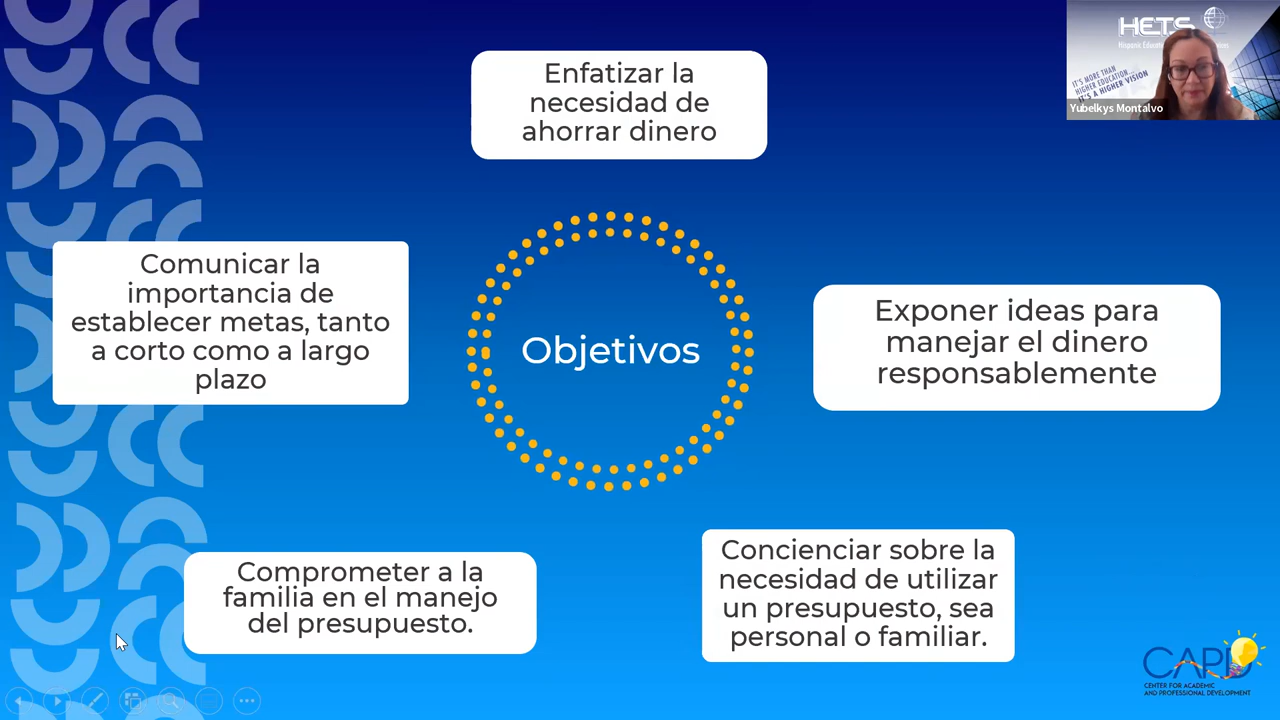 Enfatizar la
necesidad de
ahorrar dinero
HETS
IT'S MORE THAN
HIGHER EDUCATION...
IT'S A HIGHER VISION
Yubelkys Montalvo
Comunicar la
importancia de
establecer metas, tanto
a corto como a largo
plazo
Objetivos
Exponer ideas para
manejar el dinero
responsablemente
Comprometer a la
familia en el manejo
del presupuesto.
Concienciar sobre la
necesidad de utilizar
un presupuesto, sea
personal o familiar.
CAPD
CENTER FOR ACADEMIC
AND PROFESSIONAL DEVELOPMENT